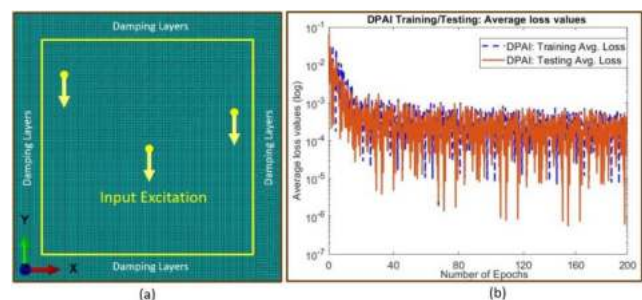 Damping Layers
Damping Layers
Damping Layers
Input Excitation
Y
X
Damping Layers
(a)
DPAI Training/Testing: Average loss values
DPAI: Training Avg. Loss
DPAI: Testing Avg. Loss
Average loss values (log)
10⁻¹
10⁻²
10⁻³
10⁻⁴
10⁻⁵
10⁻⁶
10⁻⁷
0 40 80 120 160 200
Number of Epochs
(b)